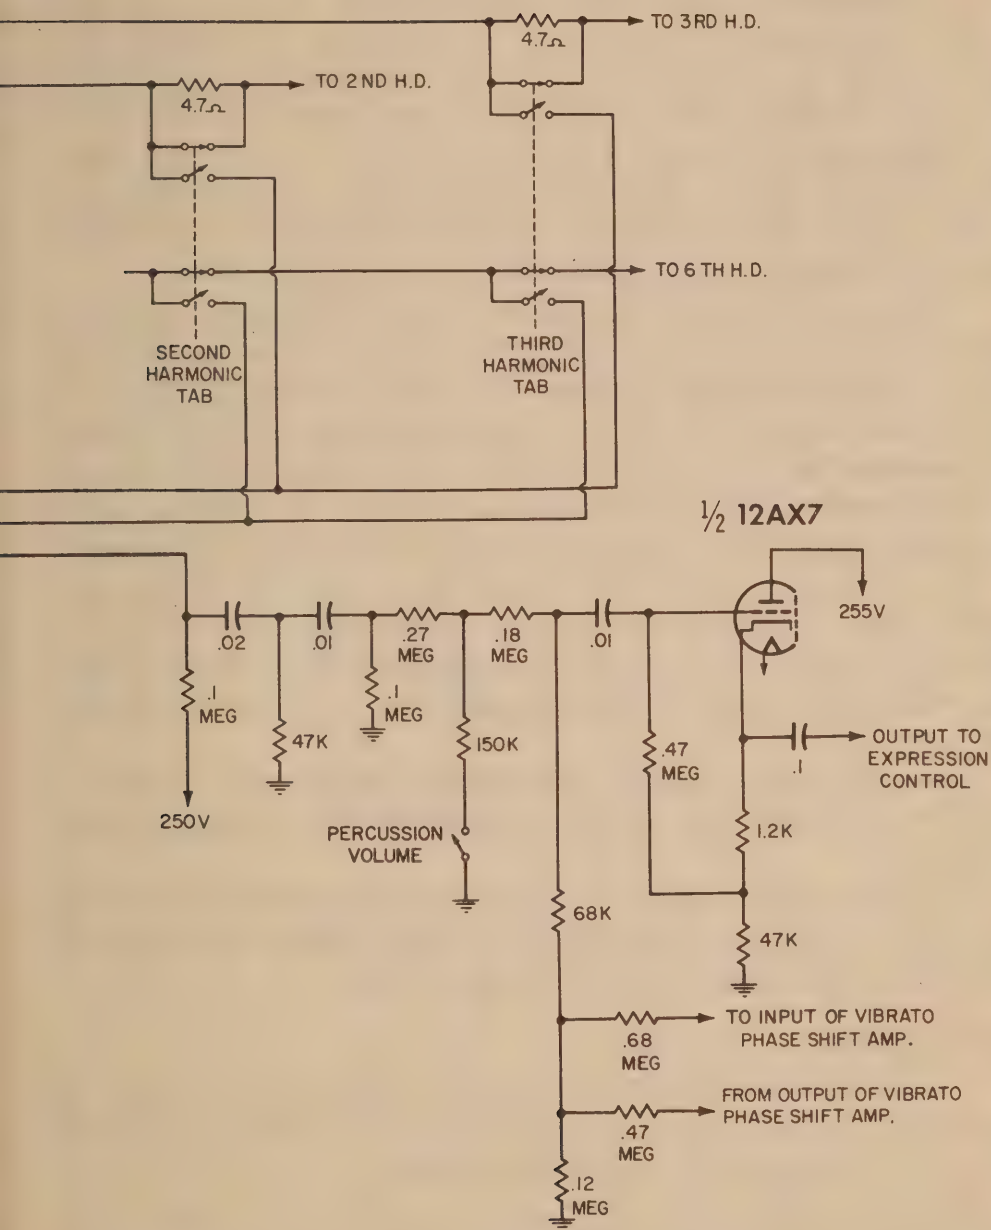 TO 3RD H.D.
4.7Ω
TO 2ND H.D.
4.7Ω
TO 6TH H.D.
SECOND
HARMONIC
TAB
THIRD
HARMONIC
TAB
½ 12AX7
255V
.02
.01
.27
MEG
.18
MEG
.01
.1
MEG
47K
.1
MEG
150K
.47
MEG
.1
OUTPUT TO
EXPRESSION
CONTROL
250V
PERCUSSION
VOLUME
1.2K
68K
47K
TO INPUT OF VIBRATO
PHASE SHIFT AMP.
.68
MEG
FROM OUTPUT OF VIBRATO
PHASE SHIFT AMP.
.47
MEG
.12
MEG